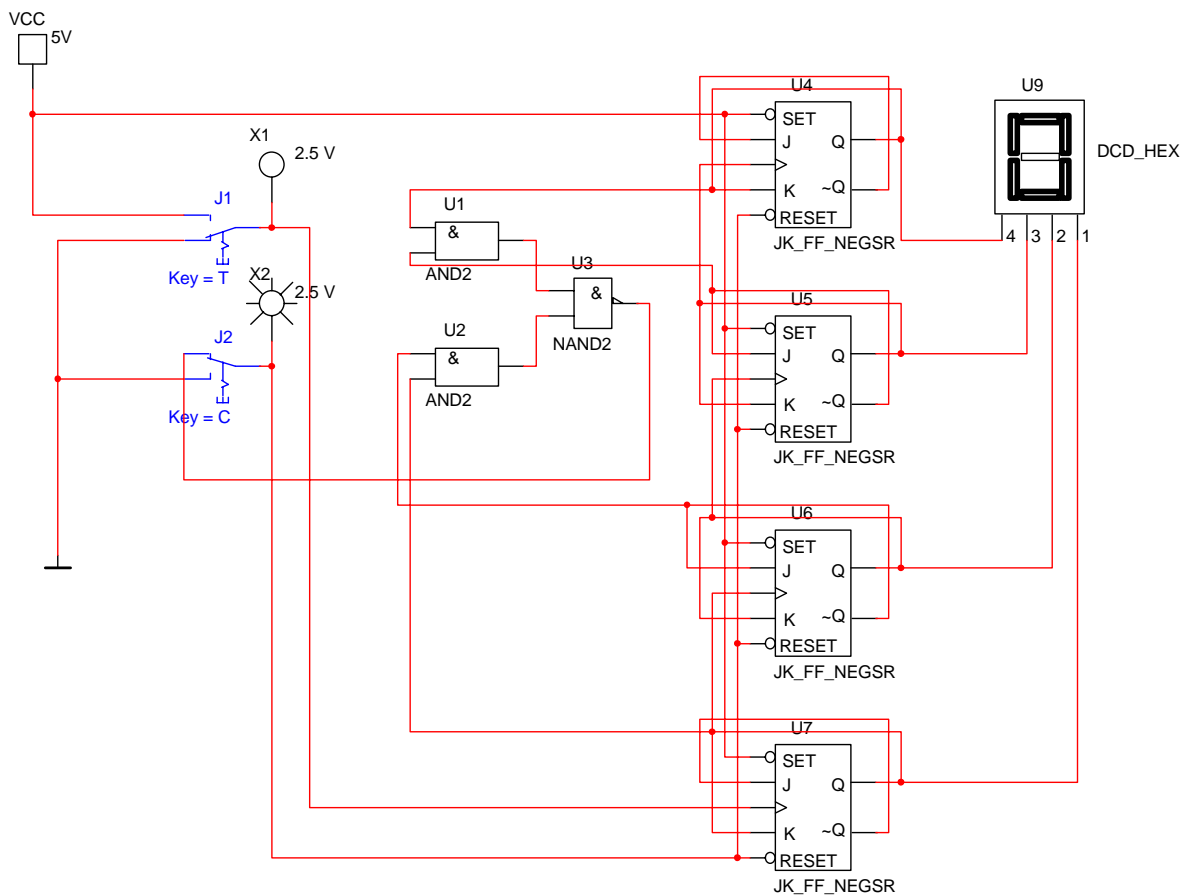 VCC
5V
X1
2.5 V
J1
Key = T
X2
2.5 V
J2
Key = C
U1
&
AND2
U2
&
AND2
U3
&
NAND2
U4
SET
J
Q
K
~Q
RESET
JK_FF_NEGSR
U5
SET
J
Q
K
~Q
RESET
JK_FF_NEGSR
U6
SET
J
Q
K
~Q
RESET
JK_FF_NEGSR
U7
SET
J
Q
K
~Q
RESET
JK_FF_NEGSR
U9
DCD_HEX
4 3 2 1